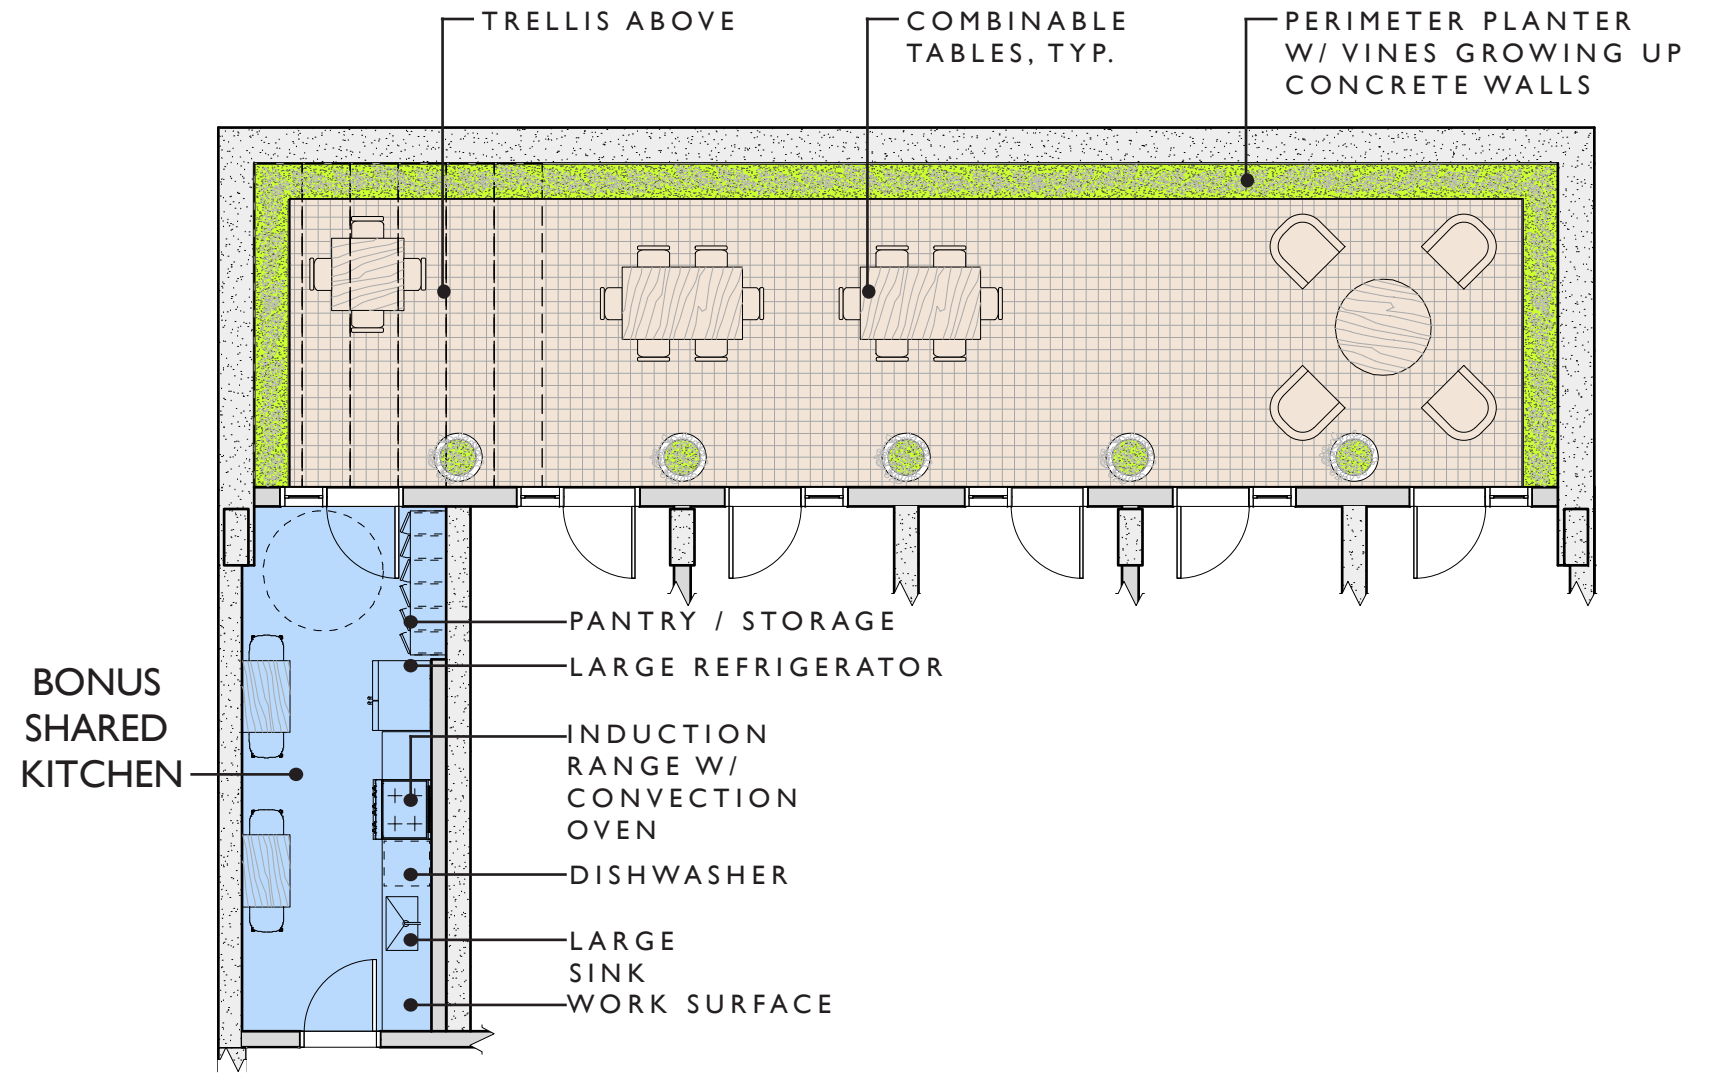 TRELLIS ABOVE
COMBINABLE
TABLES, TYP.
PERIMETER PLANTER
W/ VINES GROWING UP
CONCRETE WALLS
PANTRY / STORAGE
LARGE REFRIGERATOR
BONUS
SHARED
KITCHEN
INDUCTION
RANGE W/
CONVECTION
OVEN
DISHWASHER
LARGE
SINK
WORK SURFACE